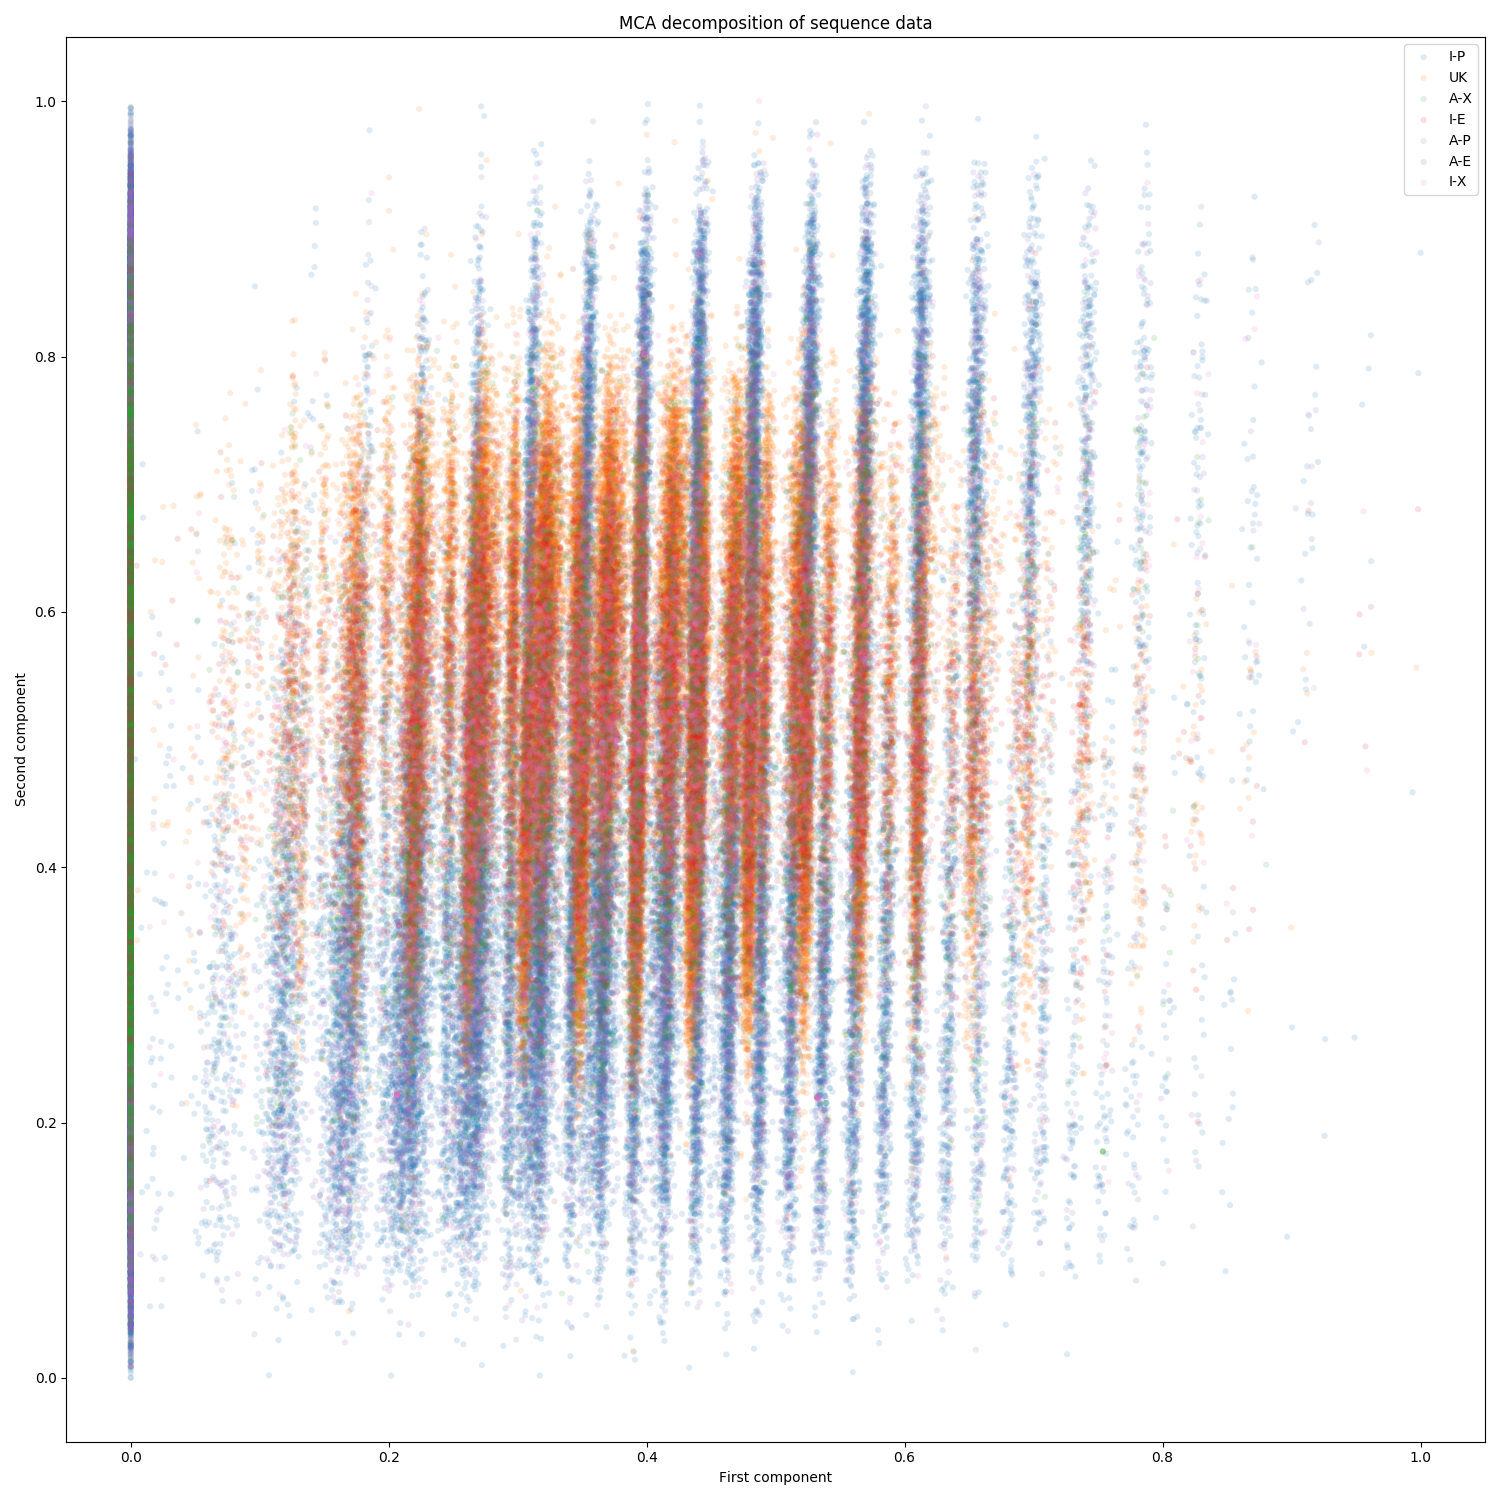 MCA decomposition of sequence data
I-P
UK
A-X
I-E
A-P
A-E
I-X
1.0
0.8
0.6
0.4
0.2
0.0
Second component
0.0 0.2 0.4 0.6 0.8 1.0
First component